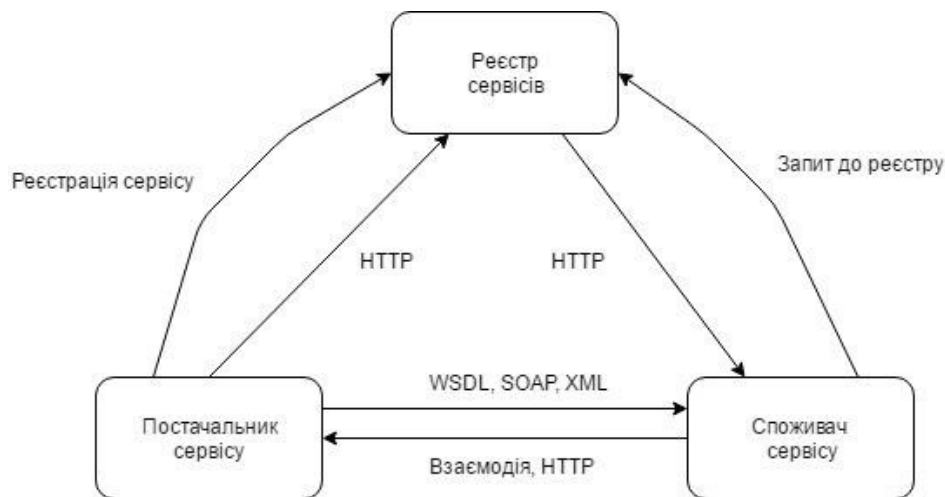 Реєстр
сервісів
Реєстрація сервісу
Запит до реєстру
HTTP
HTTP
WSDL, SOAP, XML
Постачальник
сервісу
Споживач
сервісу
Взаємодія, HTTP